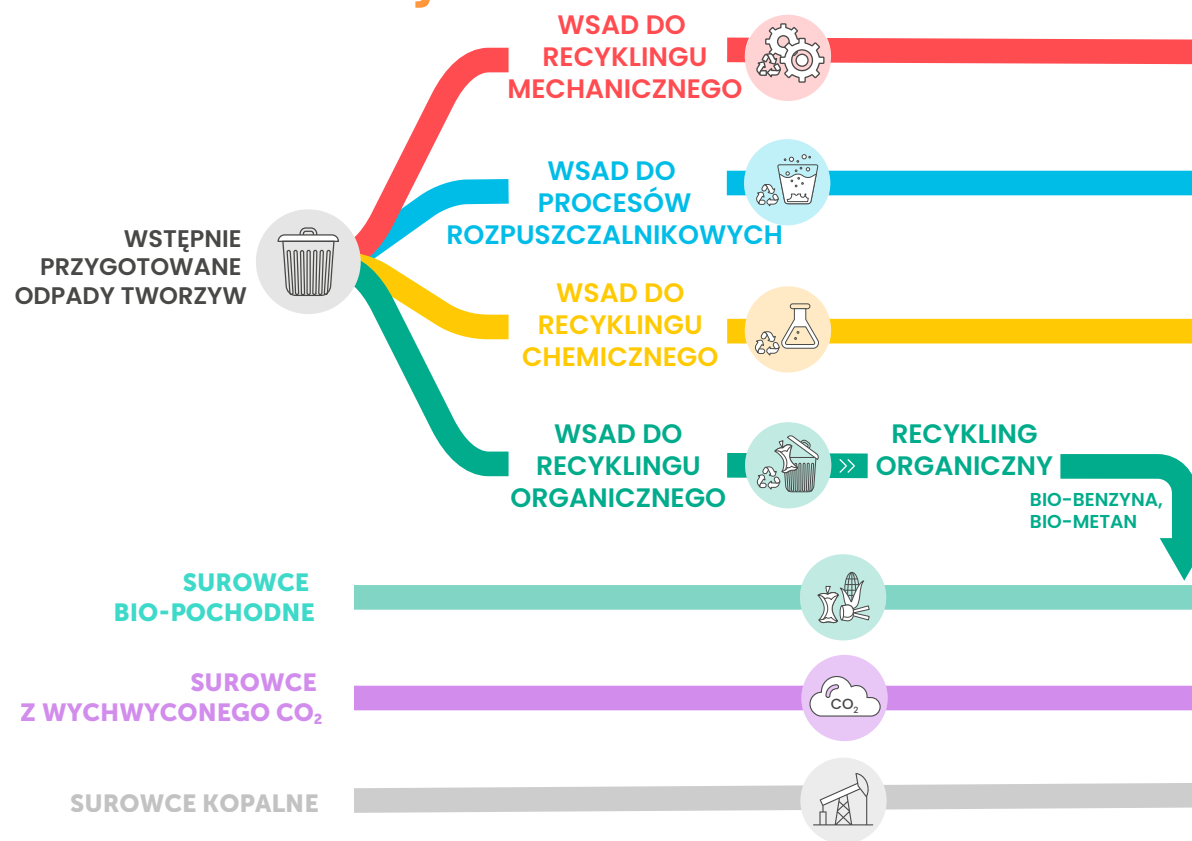 WSAD DO
RECYKLINGU
MECHANICZNEGO
WSAD DO
PROCESÓW
ROZPUSZCZALNIKOWYCH
WSTĘPNIE
PRZYGOTOWANE
ODPADY TWORZYW
WSAD DO
RECYKLINGU
CHEMICZNEGO
WSAD DO
RECYKLINGU
ORGANICZNEGO
RECYKLING
ORGANICZNY
BIO-BENZYNA,
BIO-METAN
SUROWCE
BIO-POCHODNE
SUROWCE
Z WYCHWYCONEGO CO₂
CO₂
SUROWCE KOPALNE